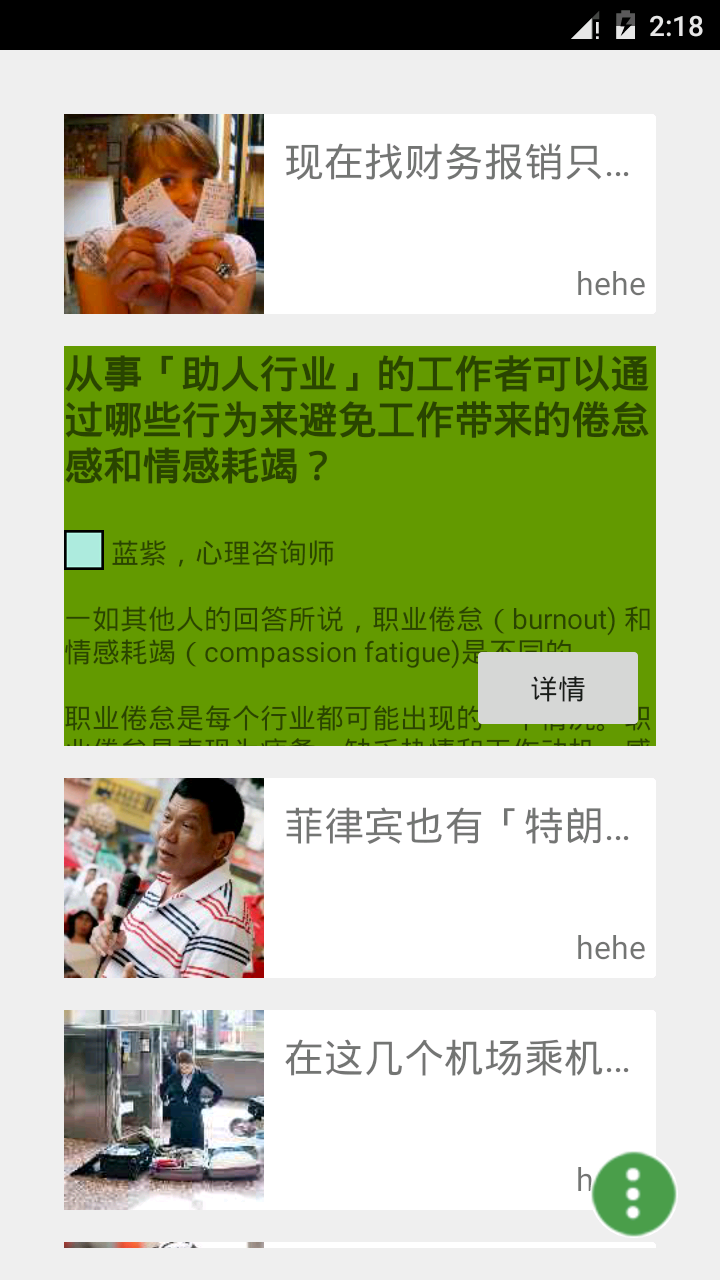 2:18
现在找财务报销只...
hehe
从事「助人行业」的工作者可以通
过哪些行为来避免工作带来的倦怠
感和情感耗竭？
蓝紫，心理咨询师
一如其他人的回答所说，职业倦怠（burnout) 和
情感耗竭（compassion fatigue)是不同的
详情
职业倦怠是每个行业都可能出现的一个情况。职
菲律宾也有「特朗...
hehe
在这几个机场乘机...
h